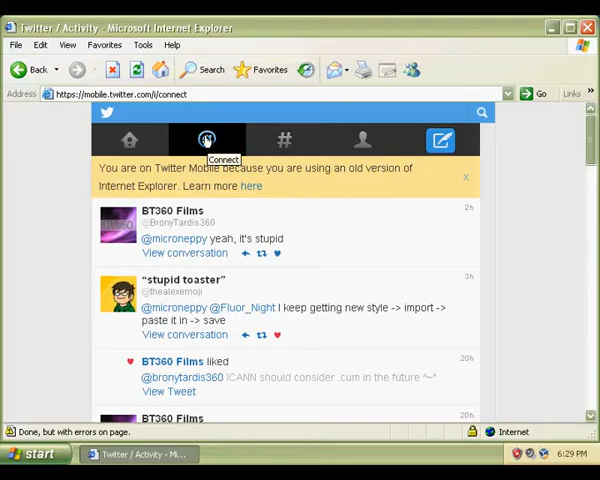 Twitter / Activity - Microsoft Internet Explorer
File Edit View Favorites Tools Help
Back Search Favorites
Address https://mobile.twitter.com/i/connect Go Links »
#
Connect
You are on Twitter Mobile because you are using an old version of
Internet Explorer. Learn more here x
BT360 Films 2h
@BronyTardis360
@microneppy yeah, it's stupid
View conversation
“stupid toaster” 3h
@thealexemoji
@microneppy @Fluor_Night I keep getting new style -> import ->
paste it in -> save
View conversation
BT360 Films liked 20h
@bronytardis360 ICANN should consider .cum in the future ^~^
View Tweet
BT360 Films 20h
Done, but with errors on page. Internet
start Twitter / Activity - Mi... 6:29 PM